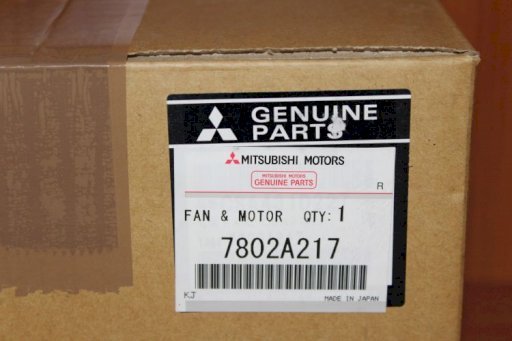 GENUINE
PARTS
MITSUBISHI MOTORS
MITSUBISHI MOTORS
GENUINE PARTS
R
FAN & MOTOR QTY: 1
7802A217
KJ MADE IN JAPAN